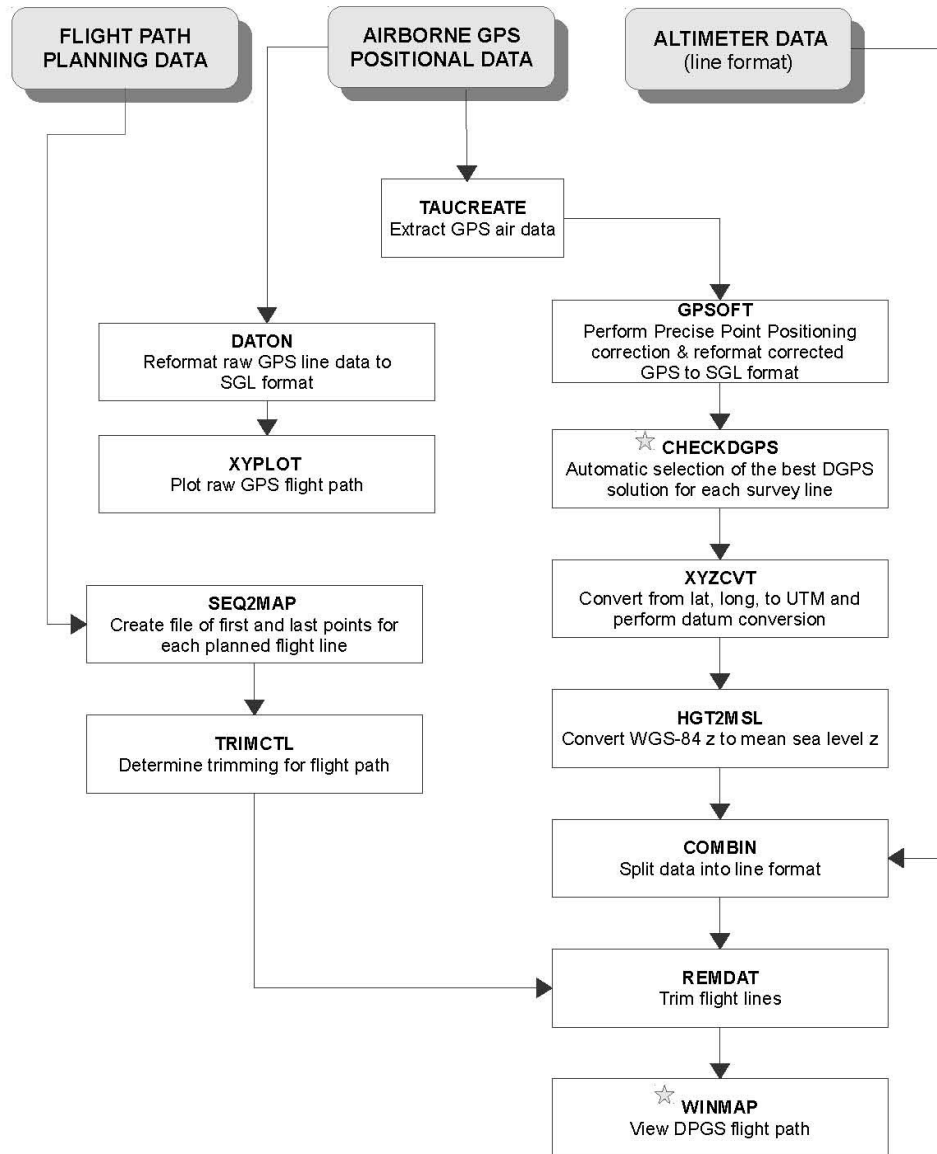 FLIGHT PATH
PLANNING DATA
AIRBORNE GPS
POSITIONAL DATA
ALTIMETER DATA
(line format)
TAUCREATE
Extract GPS air data
GPSOFT
Perform Precise Point Positioning
correction & reformat corrected
GPS to SGL format
DATON
Reformat raw GPS line data to
SGL format
XYPLOT
Plot raw GPS flight path
CHECKDGPS
Automatic selection of the best DGPS
solution for each survey line
XYZCVT
Convert from lat, long, to UTM and
perform datum conversion
SEQ2MAP
Create file of first and last points for
each planned flight line
TRIMCTL
Determine trimming for flight path
HGT2MSL
Convert WGS-84 z to mean sea level z
COMBIN
Split data into line format
REMDAT
Trim flight lines
WINMAP
View DPGS flight path